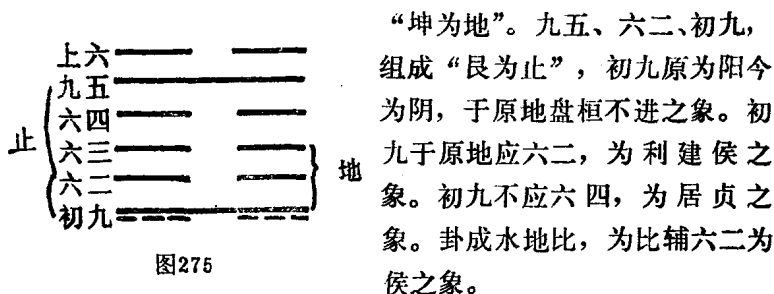 上六
九五
六四
六三
六二
初九
止
地
图275
“坤为地”。九五、六二、初九，
组成“艮为止”，初九原为阳今
为阴，于原地盘桓不进之象。初
九于原地应六二，为利建侯之
象。初九不应六四，为居贞之
象。卦成水地比，为比辅六二为
侯之象。